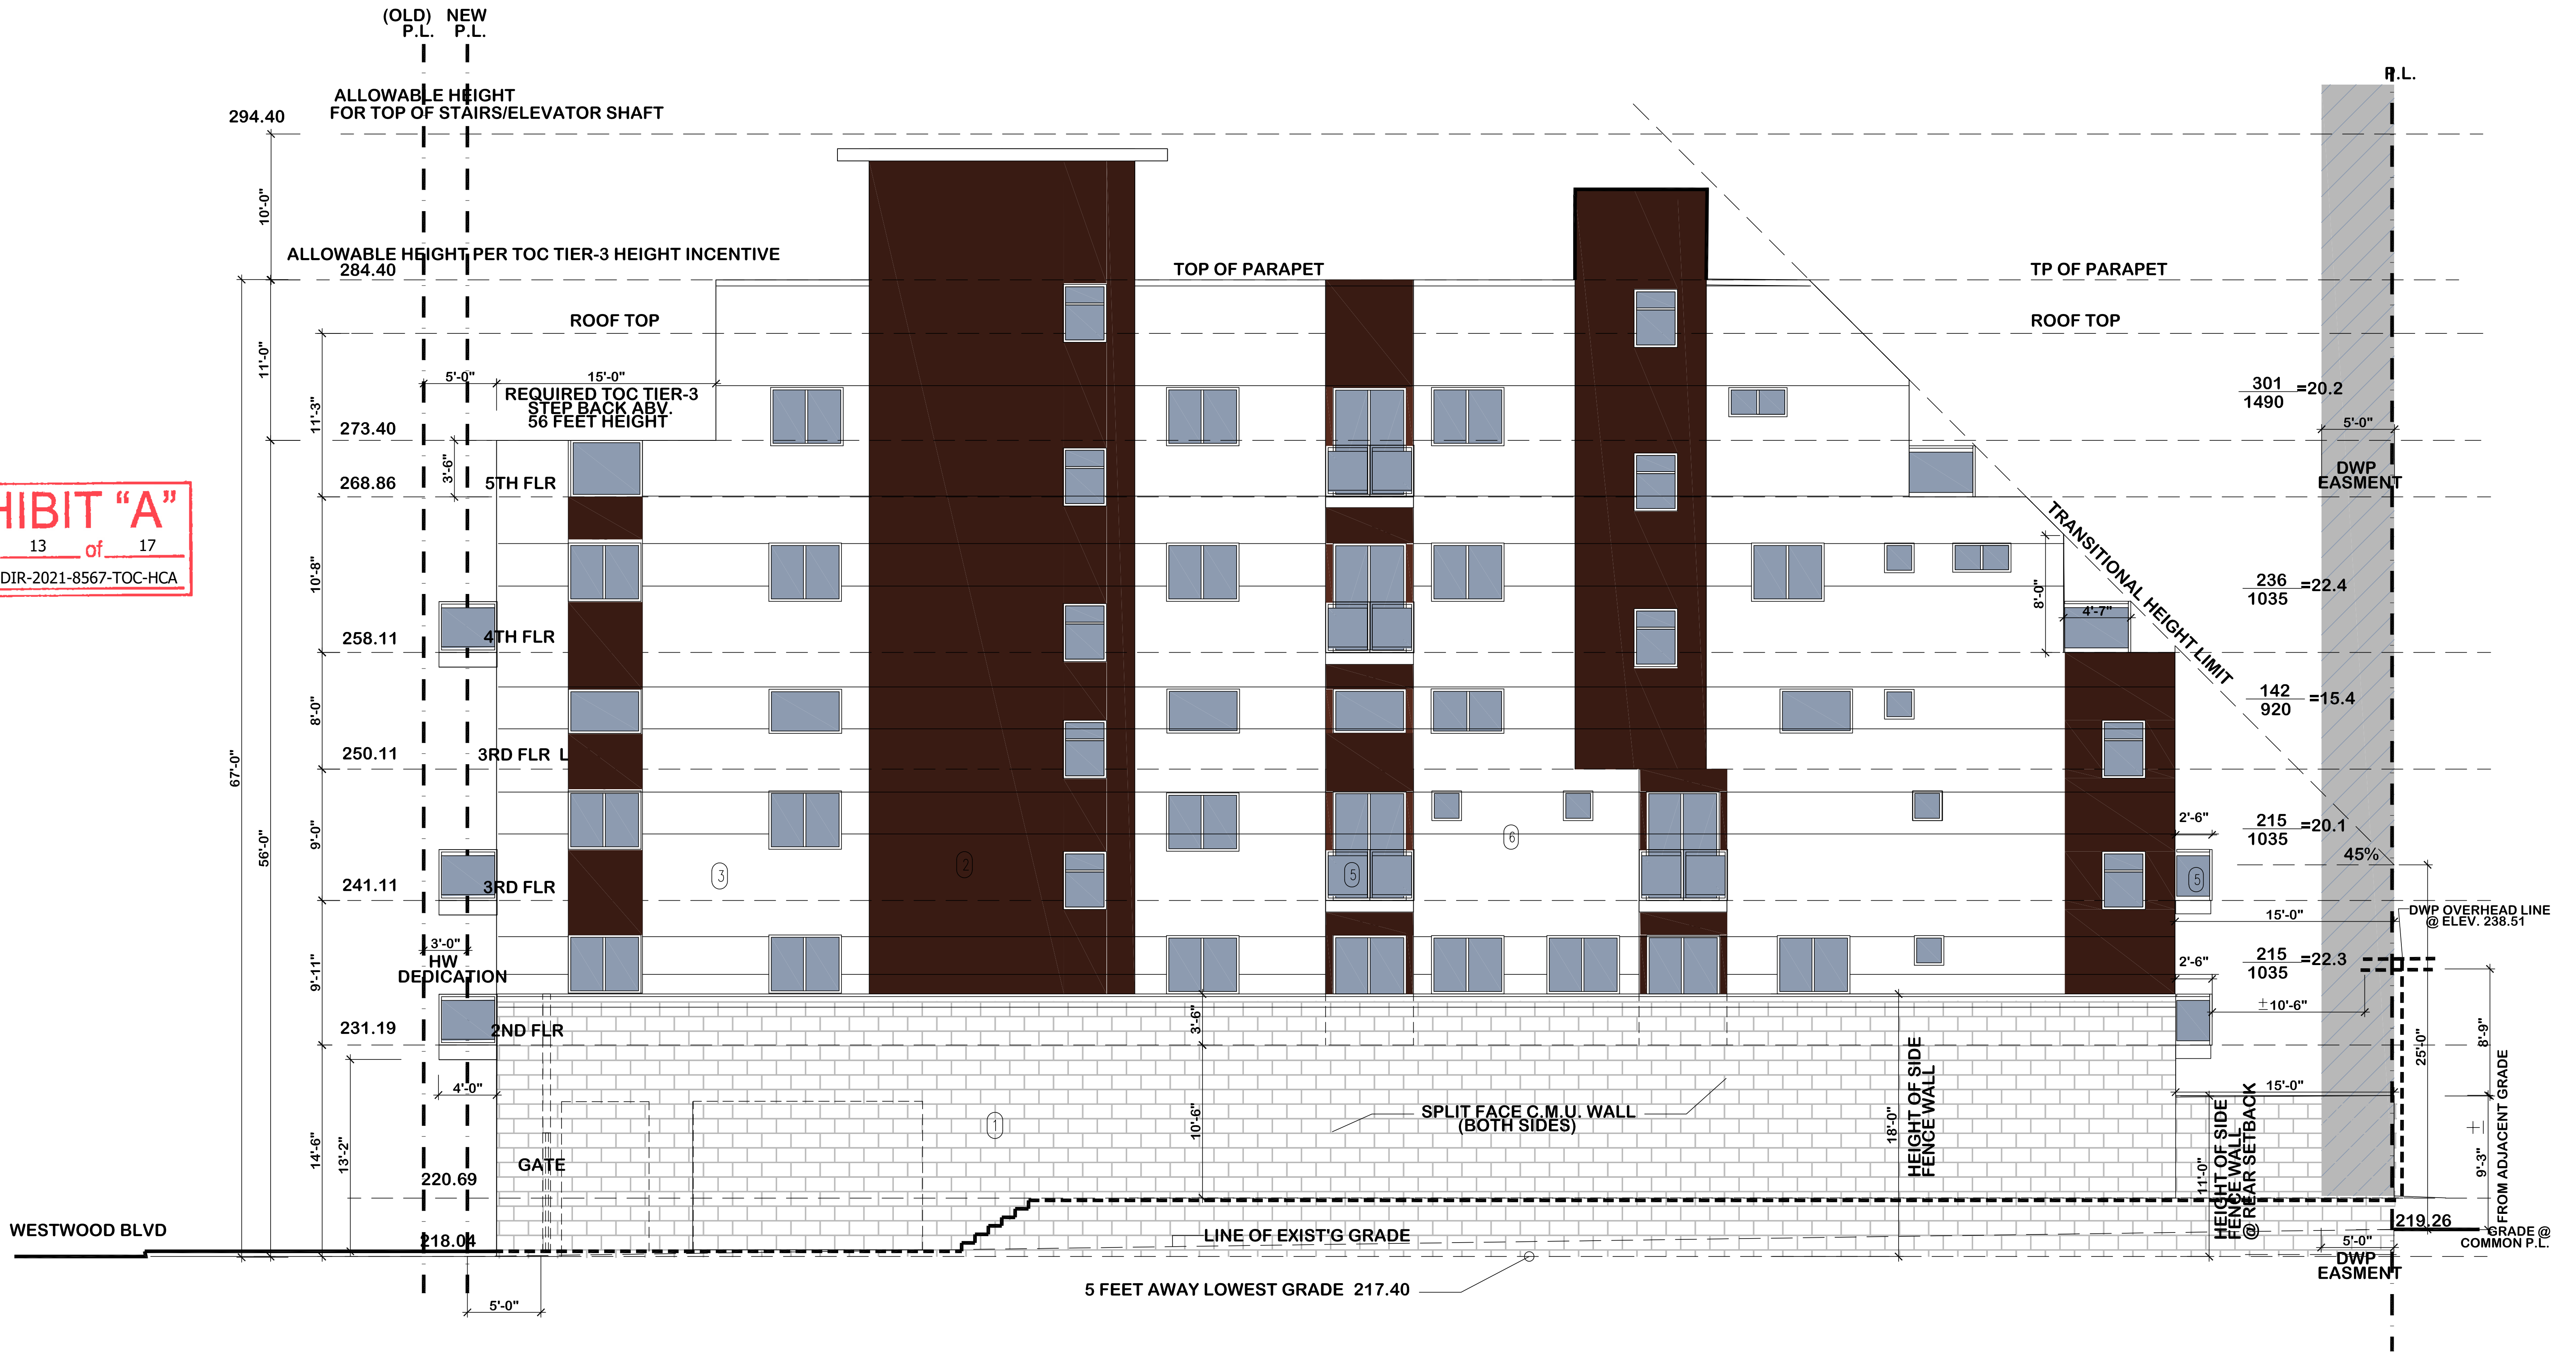 (OLD) NEW
P.L. P.L.
P.L.
ALLOWABLE HEIGHT
FOR TOP OF STAIRS/ELEVATOR SHAFT
294.40
10'-0"
ALLOWABLE HEIGHT PER TOC TIER-3 HEIGHT INCENTIVE
284.40
TOP OF PARAPET
TP OF PARAPET
ROOF TOP
ROOF TOP
11'-0"
5'-0"
15'-0"
REQUIRED TOC TIER-3
STEP BACK ABV.
56 FEET HEIGHT
11'-3"
273.40
3'-6"
268.86
5TH FLR
301
1490
=20.2
5'-0"
DWP
EASMENT
HIBIT "A"
13 of 17
DIR-2021-8567-TOC-HCA
TRANSITIONAL HEIGHT LIMIT
10'-8"
8'-0"
4'-7"
236
1035
=22.4
258.11
4TH FLR
8'-0"
142
920
=15.4
250.11
3RD FLR L
67'-0"
56'-0"
9'-0"
2'-6"
215
1035
=20.1
45%
3
2
5
6
5
241.11
3RD FLR
15'-0"
DWP OVERHEAD LINE
@ ELEV. 238.51
3'-0"
HW
DEDICATION
9'-11"
2'-6"
215
1035
=22.3
±10'-6"
3'-6"
231.19
2ND FLR
8'-9"
25'-0"
4'-0"
15'-0"
SPLIT FACE C.M.U. WALL
(BOTH SIDES)
1
10'-6"
18'-0"
HEIGHT OF SIDE
FENCE WALL
14'-6"
13'-2"
GATE
220.69
11'-0"
HEIGHT OF SIDE
FENCE WALL
@ REAR SETBACK
9'-3" ±
FROM ADJACENT GRADE
WESTWOOD BLVD
218.04
LINE OF EXIST'G GRADE
219.26
GRADE @
COMMON P.L.
5'-0"
DWP
EASMENT
5 FEET AWAY LOWEST GRADE 217.40
5'-0"